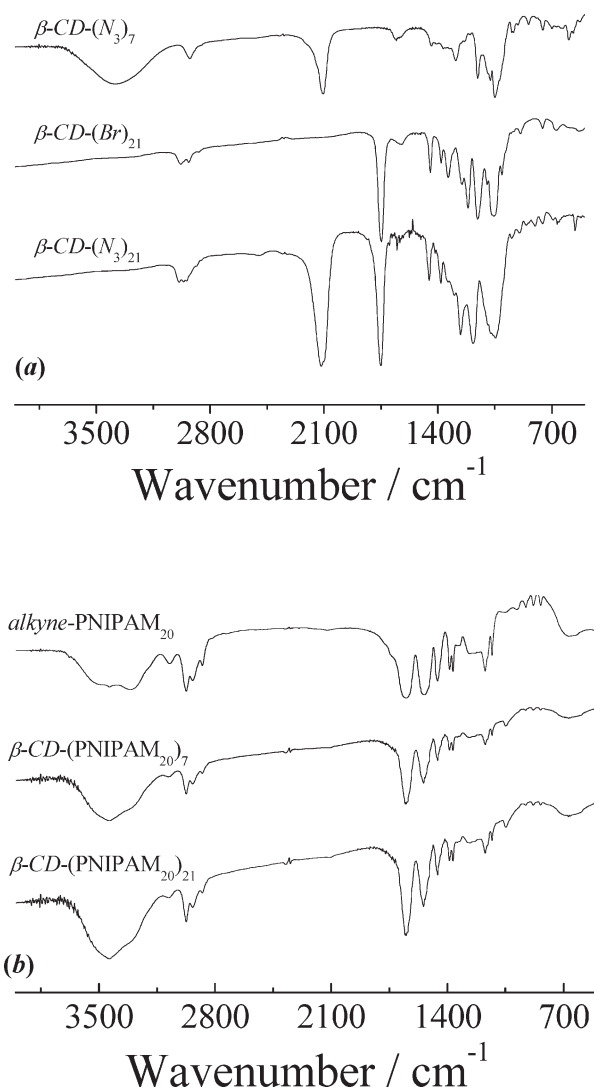 β-CD-(N₃)₇
β-CD-(Br)₂₁
β-CD-(N₃)₂₁
(a)
3500 2800 2100 1400 700
Wavenumber / cm⁻¹
alkyne-PNIPAM₂₀
β-CD-(PNIPAM₂₀)₇
β-CD-(PNIPAM₂₀)₂₁
(b)
3500 2800 2100 1400 700
Wavenumber / cm⁻¹